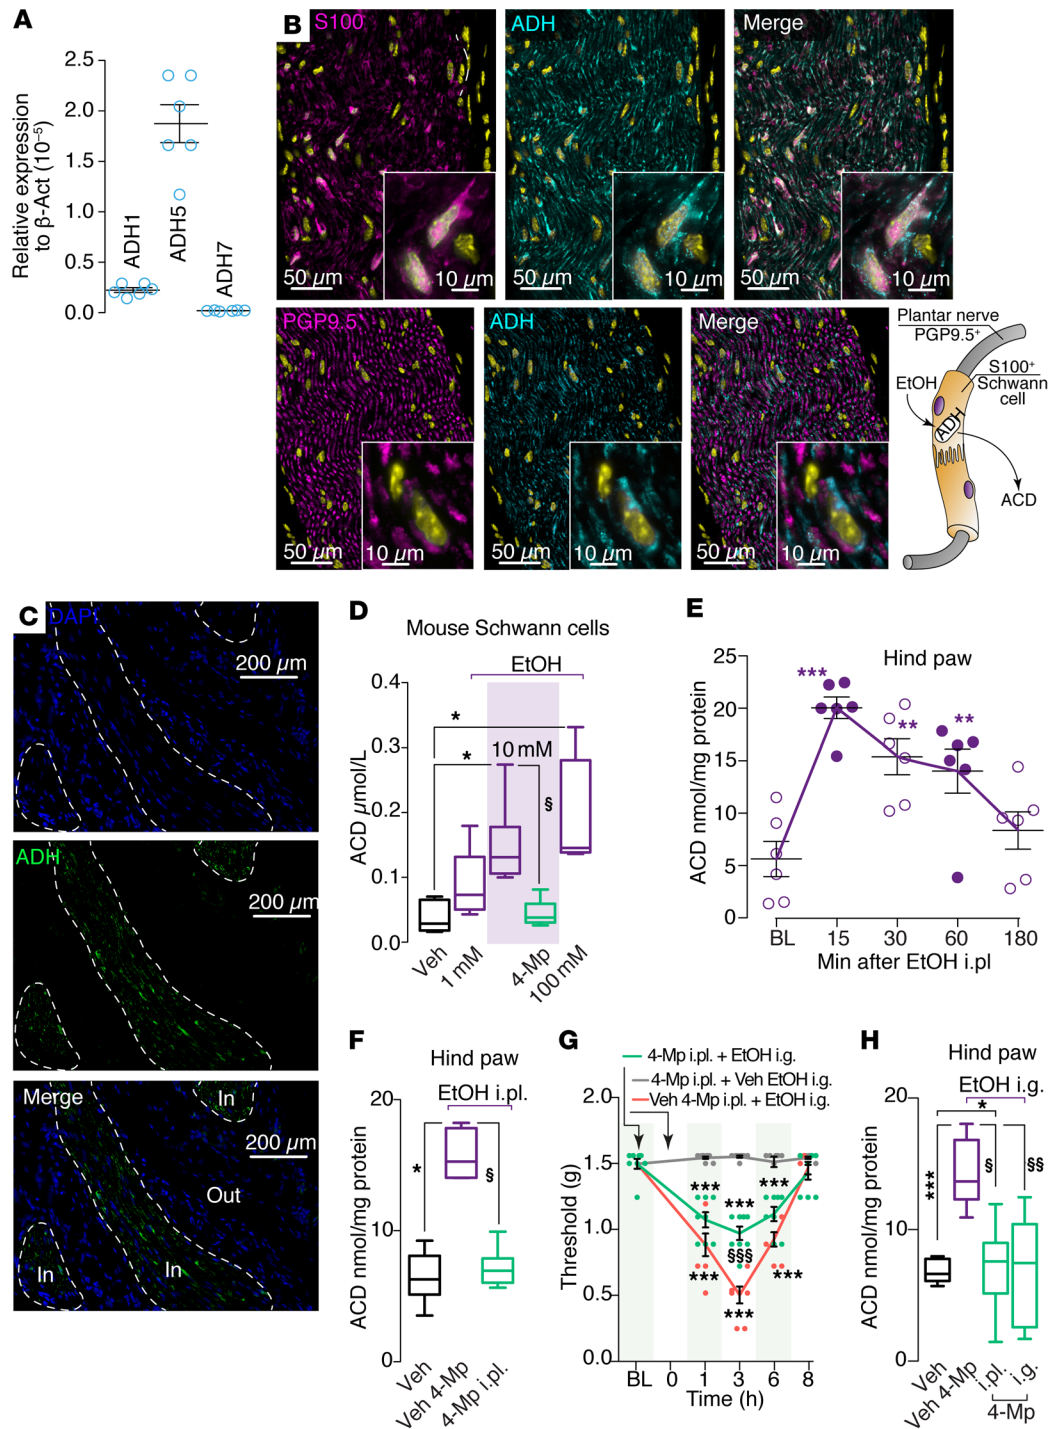 A
Relative expression
to β-Act (10⁻⁵)
2.5
2.0
1.5
1.0
0.5
0.0
ADH1
ADH5
ADH7
B
S100
ADH
Merge
50 µm
10 µm
50 µm
10 µm
50 µm
10 µm
PGP9.5
ADH
Merge
50 µm
10 µm
50 µm
10 µm
50 µm
10 µm
Plantar nerve
PGP9.5⁺
S100⁺
Schwann
cell
EtOH
ADH
ACD
C
DAPI
200 µm
ADH
200 µm
Merge
In
200 µm
Out
In
In
D
Mouse Schwann cells
EtOH
ACD µmol/L
0.4
0.3
0.2
0.1
0.0
*
*
10 mM
§
Veh
1 mM
4-Mp
100 mM
E
Hind paw
ACD nmol/mg protein
25
20
15
10
5
0
***
**
**
BL
15
30
60
180
Min after EtOH i.pl
F
Hind paw
EtOH i.pl.
ACD nmol/mg protein
20
10
0
*
§
Veh
Veh 4-Mp
4-Mp i.pl.
G
4-Mp i.pl. + EtOH i.g.
4-Mp i.pl. + Veh EtOH i.g.
Veh 4-Mp i.pl. + EtOH i.g.
Threshold (g)
2.0
1.5
1.0
0.5
0.0
***
***
***
§§§
***
***
***
BL
0
1
3
6
8
Time (h)
H
Hind paw
EtOH i.g.
ACD nmol/mg protein
20
10
0
*
***
§
§§
Veh
Veh 4-Mp
i.pl.
i.g.
4-Mp